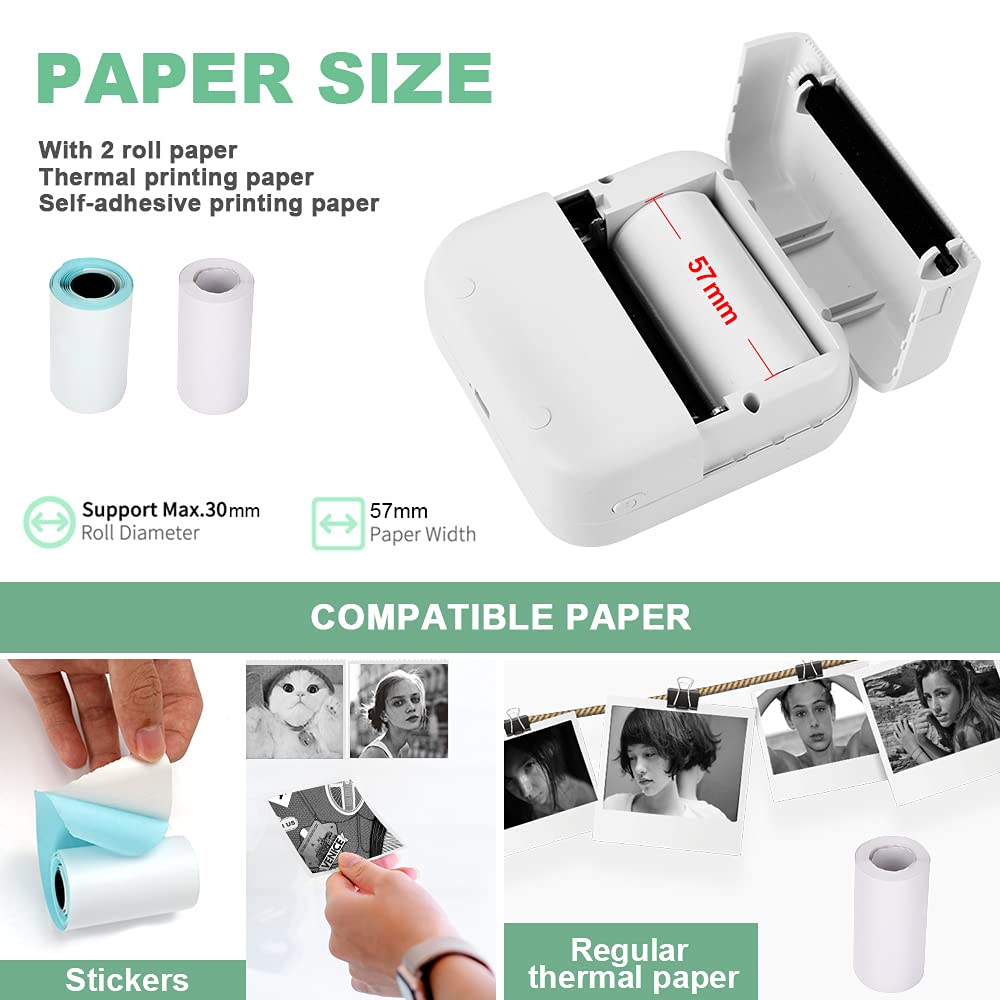 PAPER SIZE
With 2 roll paper
Thermal printing paper
Self-adhesive printing paper
57mm
Support Max.30mm
Roll Diameter
57mm
Paper Width
COMPATIBLE PAPER
VENICE
Stickers
Regular
thermal paper